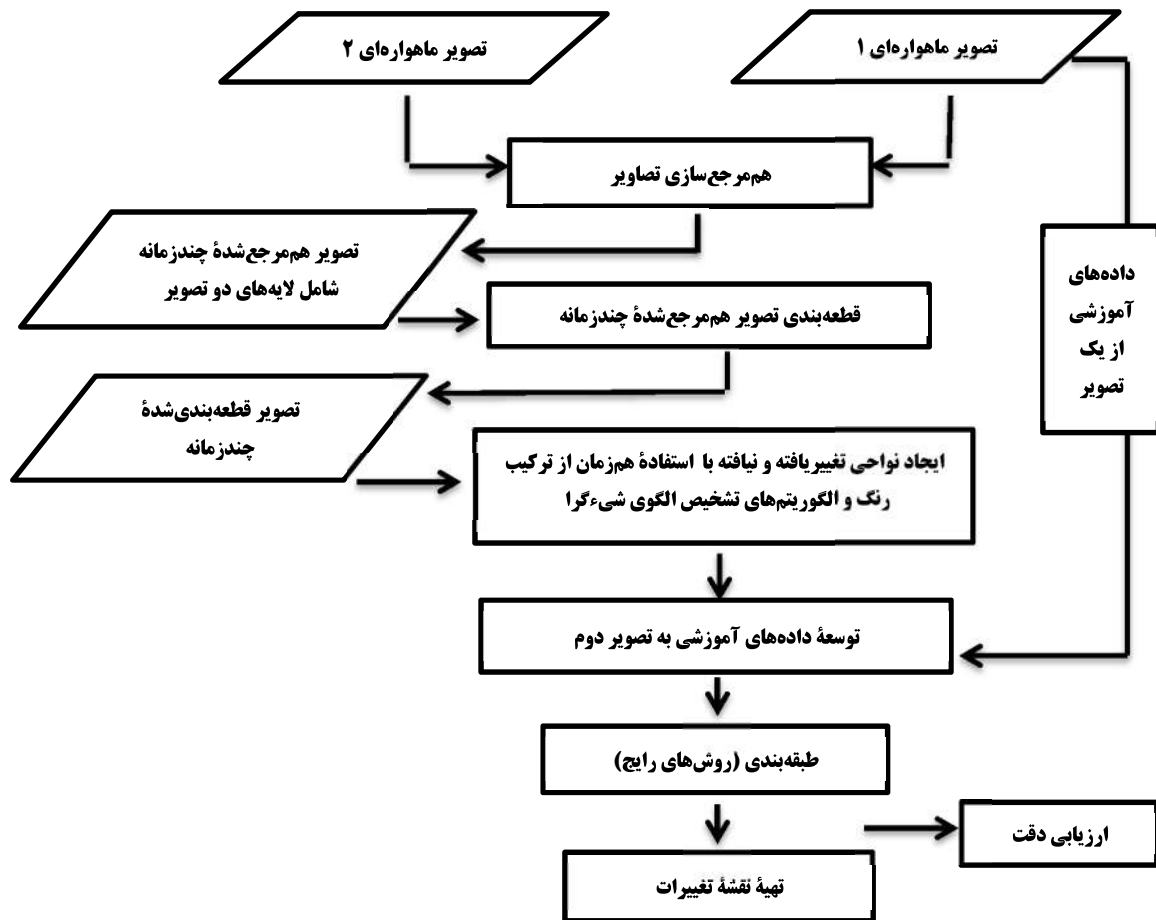 تصویر ماهواره‌ای ۱
تصویر ماهواره‌ای ۲
هم‌مرجع‌سازی تصاویر
تصویر هم‌مرجع‌شدهٔ چندزمانه
شامل لایه‌های دو تصویر
داده‌های
آموزشی
از یک
تصویر
قطعه‌بندی تصویر هم‌مرجع‌شدهٔ چندزمانه
تصویر قطعه‌بندی‌شدهٔ
چندزمانه
ایجاد نواحی تغییریافته و نیافته با استفادهٔ هم‌زمان از ترکیب
رنگ و الگوریتم‌های تشخیص الگوی شیءگرا
توسعهٔ داده‌های آموزشی به تصویر دوم
طبقه‌بندی (روش‌های رایج)
ارزیابی دقت
تهیهٔ نقشهٔ تغییرات